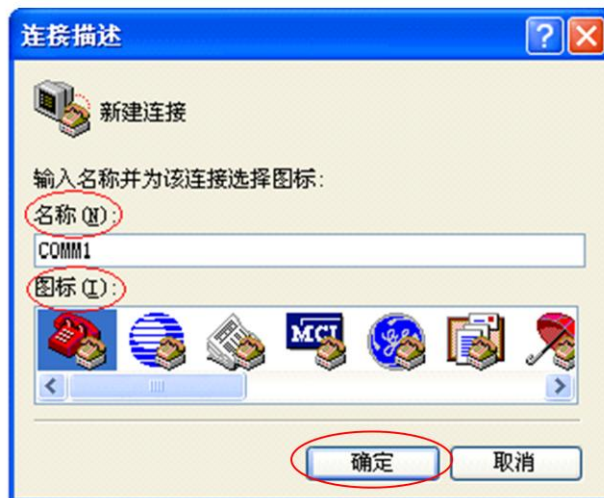 连接描述
新建连接
输入名称并为该连接选择图标:
名称(N):
COMM1
图标(I):
MCI
确定 取消